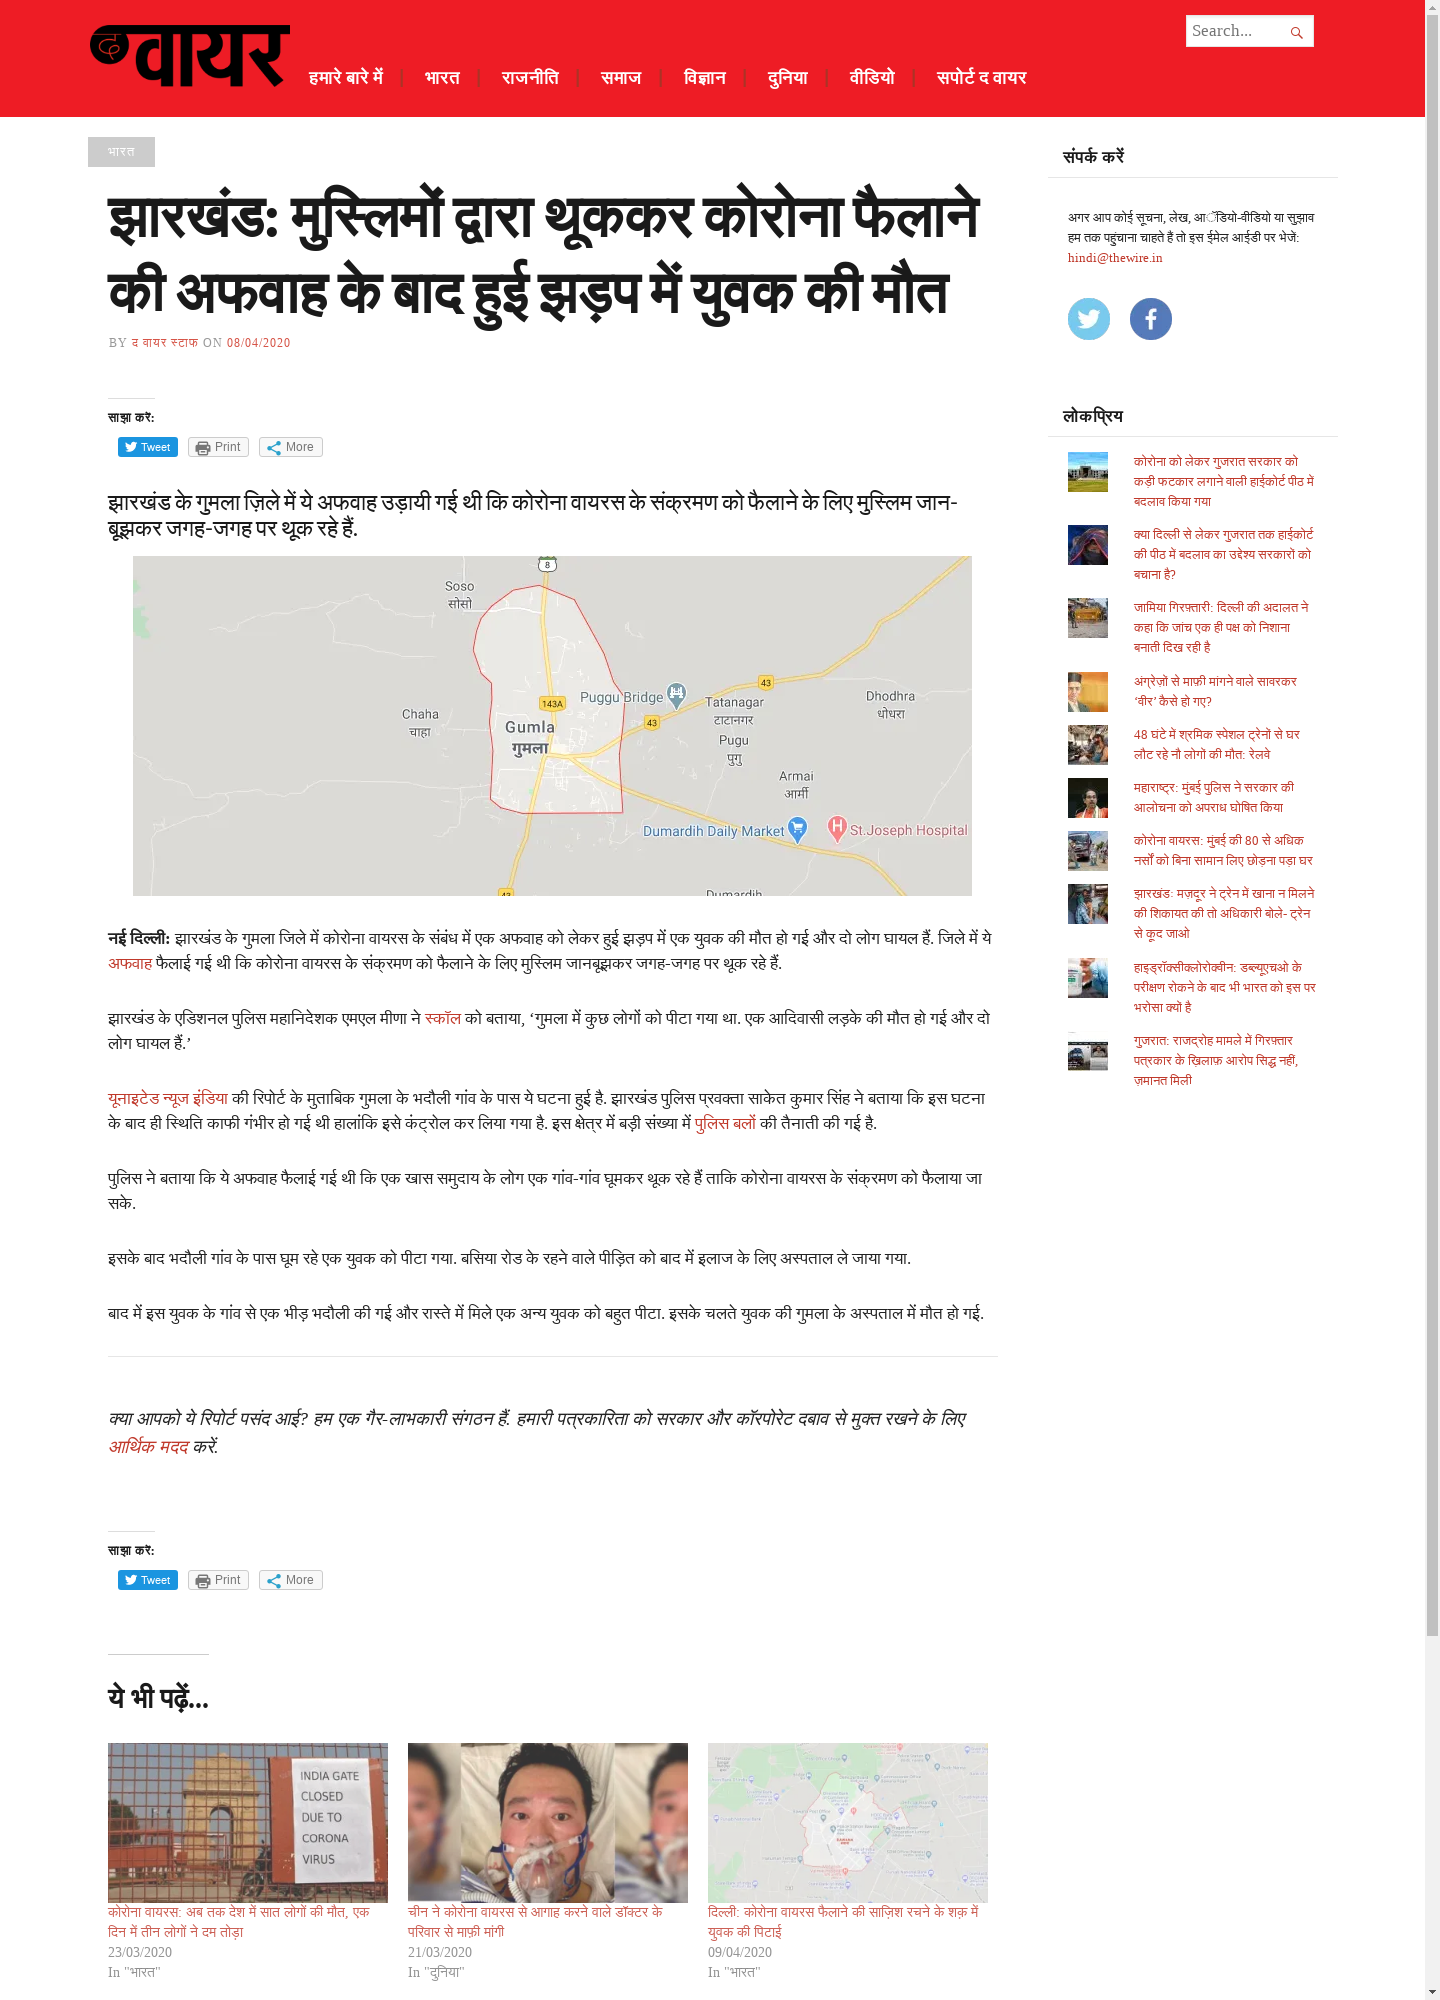 द वायर
Search...
हमारे बारे में
भारत
राजनीति
समाज
विज्ञान
दुनिया
वीडियो
सपोर्ट द वायर
भारत
झारखंड: मुस्लिमों द्वारा थूककर कोरोना फैलाने
की अफवाह के बाद हुई झड़प में युवक की मौत
BY द वायर स्टाफ ON 08/04/2020
साझा करें:
Tweet
Print
More
झारखंड के गुमला ज़िले में ये अफवाह उड़ायी गई थी कि कोरोना वायरस के संक्रमण को फैलाने के लिए मुस्लिम जान-
बूझकर जगह-जगह पर थूक रहे हैं.
8
Soso
सोसो
43
Puggu Bridge
143A
Tatanagar
टाटानगर
Dhodhra
धोधरा
Chaha
चाहा
43
Gumla
गुमला
Pugu
पुगु
Armai
आर्मी
Dumardih Daily Market
St.Joseph Hospital
43
Dumardih
नई दिल्ली: झारखंड के गुमला जिले में कोरोना वायरस के संबंध में एक अफवाह को लेकर हुई झड़प में एक युवक की मौत हो गई और दो लोग घायल हैं. जिले में ये
अफवाह फैलाई गई थी कि कोरोना वायरस के संक्रमण को फैलाने के लिए मुस्लिम जानबूझकर जगह-जगह पर थूक रहे हैं.
झारखंड के एडिशनल पुलिस महानिदेशक एमएल मीणा ने स्कॉल को बताया, ‘गुमला में कुछ लोगों को पीटा गया था. एक आदिवासी लड़के की मौत हो गई और दो
लोग घायल हैं.’
यूनाइटेड न्यूज इंडिया की रिपोर्ट के मुताबिक गुमला के भदौली गांव के पास ये घटना हुई है. झारखंड पुलिस प्रवक्ता साकेत कुमार सिंह ने बताया कि इस घटना
के बाद ही स्थिति काफी गंभीर हो गई थी हालांकि इसे कंट्रोल कर लिया गया है. इस क्षेत्र में बड़ी संख्या में पुलिस बलों की तैनाती की गई है.
पुलिस ने बताया कि ये अफवाह फैलाई गई थी कि एक खास समुदाय के लोग एक गांव-गांव घूमकर थूक रहे हैं ताकि कोरोना वायरस के संक्रमण को फैलाया जा
सके.
इसके बाद भदौली गांव के पास घूम रहे एक युवक को पीटा गया. बसिया रोड के रहने वाले पीड़ित को बाद में इलाज के लिए अस्पताल ले जाया गया.
बाद में इस युवक के गांव से एक भीड़ भदौली की गई और रास्ते में मिले एक अन्य युवक को बहुत पीटा. इसके चलते युवक की गुमला के अस्पताल में मौत हो गई.
क्या आपको ये रिपोर्ट पसंद आई? हम एक गैर-लाभकारी संगठन हैं. हमारी पत्रकारिता को सरकार और कॉरपोरेट दबाव से मुक्त रखने के लिए
आर्थिक मदद करें.
साझा करें:
Tweet
Print
More
ये भी पढ़ें...
INDIA GATE
CLOSED
DUE TO
CORONA
VIRUS
कोरोना वायरस: अब तक देश में सात लोगों की मौत, एक
दिन में तीन लोगों ने दम तोड़ा
23/03/2020
In "भारत"
चीन ने कोरोना वायरस से आगाह करने वाले डॉक्टर के
परिवार से माफ़ी मांगी
21/03/2020
In "दुनिया"
दिल्ली: कोरोना वायरस फैलाने की साज़िश रचने के शक़ में
युवक की पिटाई
09/04/2020
In "भारत"
संपर्क करें
अगर आप कोई सूचना, लेख, आॅडियो-वीडियो या सुझाव
हम तक पहुंचाना चाहते हैं तो इस ईमेल आईडी पर भेजें:
hindi@thewire.in
लोकप्रिय
कोरोना को लेकर गुजरात सरकार को
कड़ी फटकार लगाने वाली हाईकोर्ट पीठ में
बदलाव किया गया
क्या दिल्ली से लेकर गुजरात तक हाईकोर्ट
की पीठ में बदलाव का उद्देश्य सरकारों को
बचाना है?
जामिया गिरफ़्तारी: दिल्ली की अदालत ने
कहा कि जांच एक ही पक्ष को निशाना
बनाती दिख रही है
अंग्रेज़ों से माफ़ी मांगने वाले सावरकर
‘वीर’ कैसे हो गए?
48 घंटे में श्रमिक स्पेशल ट्रेनों से घर
लौट रहे नौ लोगों की मौत: रेलवे
महाराष्ट्र: मुंबई पुलिस ने सरकार की
आलोचना को अपराध घोषित किया
कोरोना वायरस: मुंबई की 80 से अधिक
नर्सों को बिना सामान लिए छोड़ना पड़ा घर
झारखंडः मज़दूर ने ट्रेन में खाना न मिलने
की शिकायत की तो अधिकारी बोले- ट्रेन
से कूद जाओ
हाइड्रॉक्सीक्लोरोक्वीन: डब्ल्यूएचओ के
परीक्षण रोकने के बाद भी भारत को इस पर
भरोसा क्यों है
गुजरात: राजद्रोह मामले में गिरफ़्तार
पत्रकार के ख़िलाफ़ आरोप सिद्ध नहीं,
ज़मानत मिली